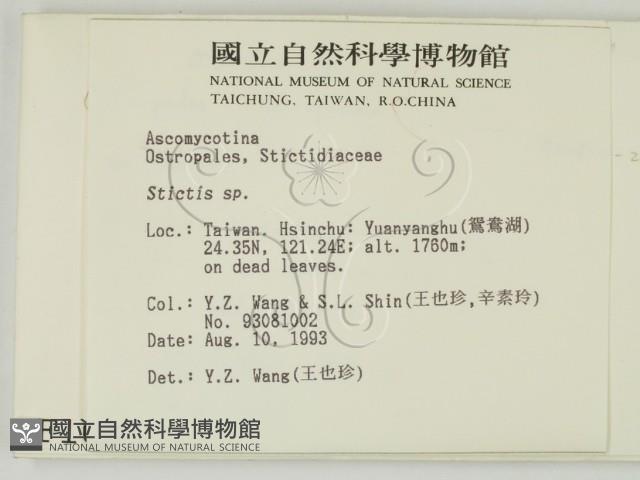 國立自然科學博物館
NATIONAL MUSEUM OF NATURAL SCIENCE
TAICHUNG, TAIWAN, R.O.CHINA
Ascomycotina
Ostropales, Stictidiaceae
Stictis sp.
Loc.: Taiwan. Hsinchu: Yuanyanghu(鴛鴦湖)
24.35N, 121.24E; alt. 1760m;
on dead leaves.
Col.: Y.Z. Wang & S.L. Shin(王也珍,辛素玲)
No. 93081002
Date: Aug. 10, 1993
Det.: Y.Z. Wang(王也珍)
國立自然科學博物館
NATIONAL MUSEUM OF NATURAL SCIENCE